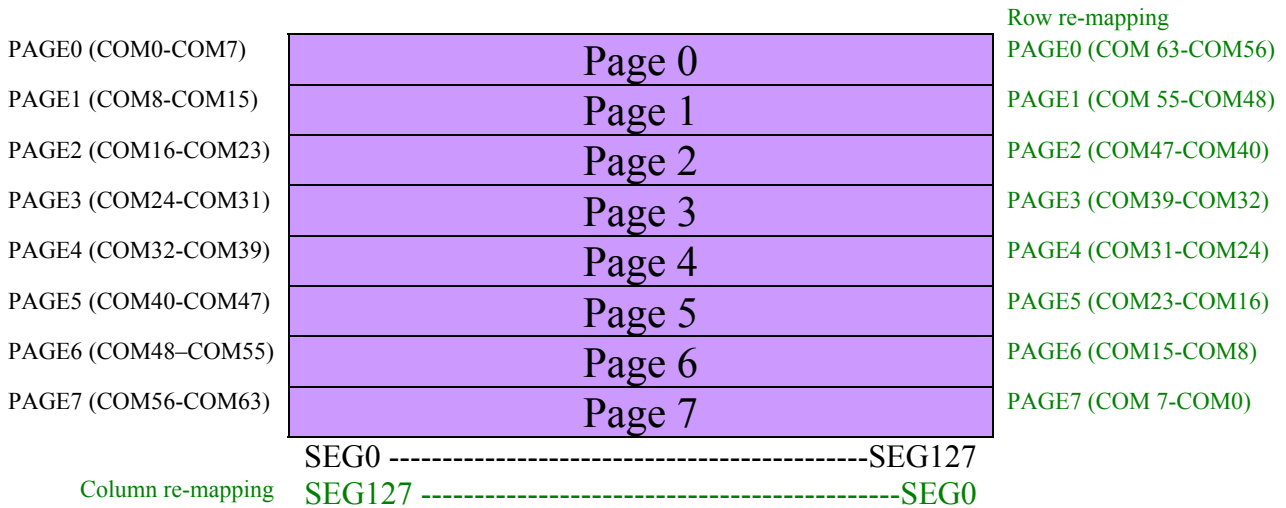 Row re-mapping
PAGE0 (COM0-COM7) Page 0 PAGE0 (COM 63-COM56)
PAGE1 (COM8-COM15) Page 1 PAGE1 (COM 55-COM48)
PAGE2 (COM16-COM23) Page 2 PAGE2 (COM47-COM40)
PAGE3 (COM24-COM31) Page 3 PAGE3 (COM39-COM32)
PAGE4 (COM32-COM39) Page 4 PAGE4 (COM31-COM24)
PAGE5 (COM40-COM47) Page 5 PAGE5 (COM23-COM16)
PAGE6 (COM48–COM55) Page 6 PAGE6 (COM15-COM8)
PAGE7 (COM56-COM63) Page 7 PAGE7 (COM 7-COM0)
SEG0 ---------------------------------------------SEG127
Column re-mapping SEG127 ---------------------------------------------SEG0